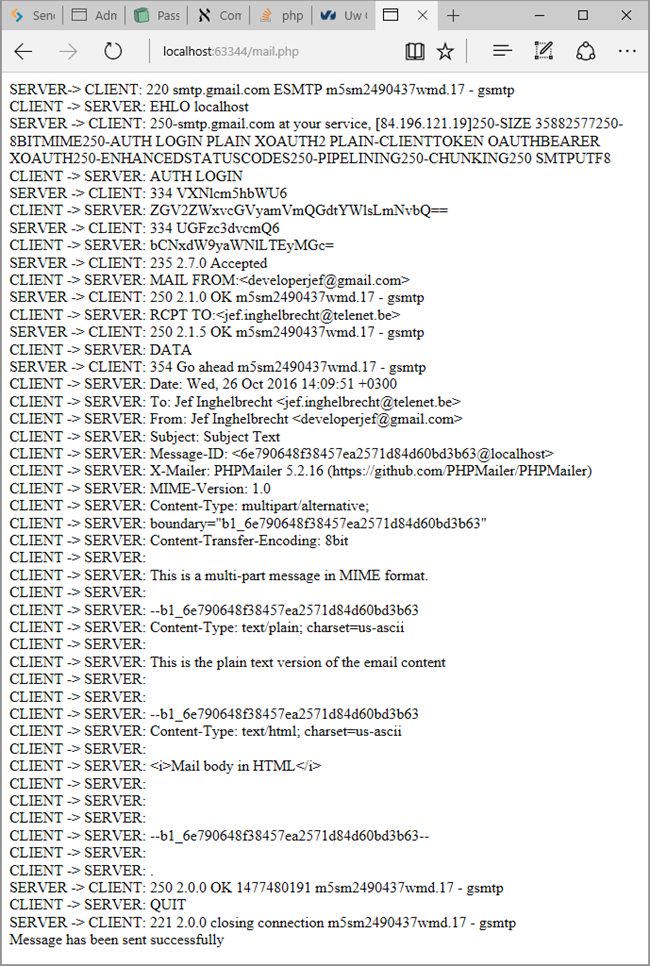 Sen Adm Pass Com php Uw
localhost:63344/mail.php
SERVER-> CLIENT: 220 smtp.gmail.com ESMTP m5sm2490437wmd.17 - gsmtp
CLIENT -> SERVER: EHLO localhost
SERVER -> CLIENT: 250-smtp.gmail.com at your service, [84.196.121.19]250-SIZE 35882577250-
8BITMIME250-AUTH LOGIN PLAIN XOAUTH2 PLAIN-CLIENTTOKEN OAUTHBEARER
XOAUTH250-ENHANCEDSTATUSCODES250-PIPELINING250-CHUNKING250 SMTPUTF8
CLIENT -> SERVER: AUTH LOGIN
SERVER -> CLIENT: 334 VXNlcm5hbWU6
CLIENT -> SERVER: ZGV2ZWxvcGVyamVmQGdtYWlsLmNvbQ==
SERVER -> CLIENT: 334 UGFzc3dvcmQ6
CLIENT -> SERVER: bCNxdW9yaWNlLTEyMGc=
SERVER -> CLIENT: 235 2.7.0 Accepted
CLIENT -> SERVER: MAIL FROM:<developerjef@gmail.com>
SERVER -> CLIENT: 250 2.1.0 OK m5sm2490437wmd.17 - gsmtp
CLIENT -> SERVER: RCPT TO:<jef.inghelbrecht@telenet.be>
SERVER -> CLIENT: 250 2.1.5 OK m5sm2490437wmd.17 - gsmtp
CLIENT -> SERVER: DATA
SERVER -> CLIENT: 354 Go ahead m5sm2490437wmd.17 - gsmtp
CLIENT -> SERVER: Date: Wed, 26 Oct 2016 14:09:51 +0300
CLIENT -> SERVER: To: Jef Inghelbrecht <jef.inghelbrecht@telenet.be>
CLIENT -> SERVER: From: Jef Inghelbrecht <developerjef@gmail.com>
CLIENT -> SERVER: Subject: Subject Text
CLIENT -> SERVER: Message-ID: <6e790648f38457ea2571d84d60bd3b63@localhost>
CLIENT -> SERVER: X-Mailer: PHPMailer 5.2.16 (https://github.com/PHPMailer/PHPMailer)
CLIENT -> SERVER: MIME-Version: 1.0
CLIENT -> SERVER: Content-Type: multipart/alternative;
CLIENT -> SERVER: boundary="b1_6e790648f38457ea2571d84d60bd3b63"
CLIENT -> SERVER: Content-Transfer-Encoding: 8bit
CLIENT -> SERVER:
CLIENT -> SERVER: This is a multi-part message in MIME format.
CLIENT -> SERVER:
CLIENT -> SERVER: --b1_6e790648f38457ea2571d84d60bd3b63
CLIENT -> SERVER: Content-Type: text/plain; charset=us-ascii
CLIENT -> SERVER:
CLIENT -> SERVER: This is the plain text version of the email content
CLIENT -> SERVER:
CLIENT -> SERVER:
CLIENT -> SERVER: --b1_6e790648f38457ea2571d84d60bd3b63
CLIENT -> SERVER: Content-Type: text/html; charset=us-ascii
CLIENT -> SERVER:
CLIENT -> SERVER: <i>Mail body in HTML</i>
CLIENT -> SERVER:
CLIENT -> SERVER:
CLIENT -> SERVER:
CLIENT -> SERVER: --b1_6e790648f38457ea2571d84d60bd3b63--
CLIENT -> SERVER:
CLIENT -> SERVER: .
SERVER -> CLIENT: 250 2.0.0 OK 1477480191 m5sm2490437wmd.17 - gsmtp
CLIENT -> SERVER: QUIT
SERVER -> CLIENT: 221 2.0.0 closing connection m5sm2490437wmd.17 - gsmtp
Message has been sent successfully